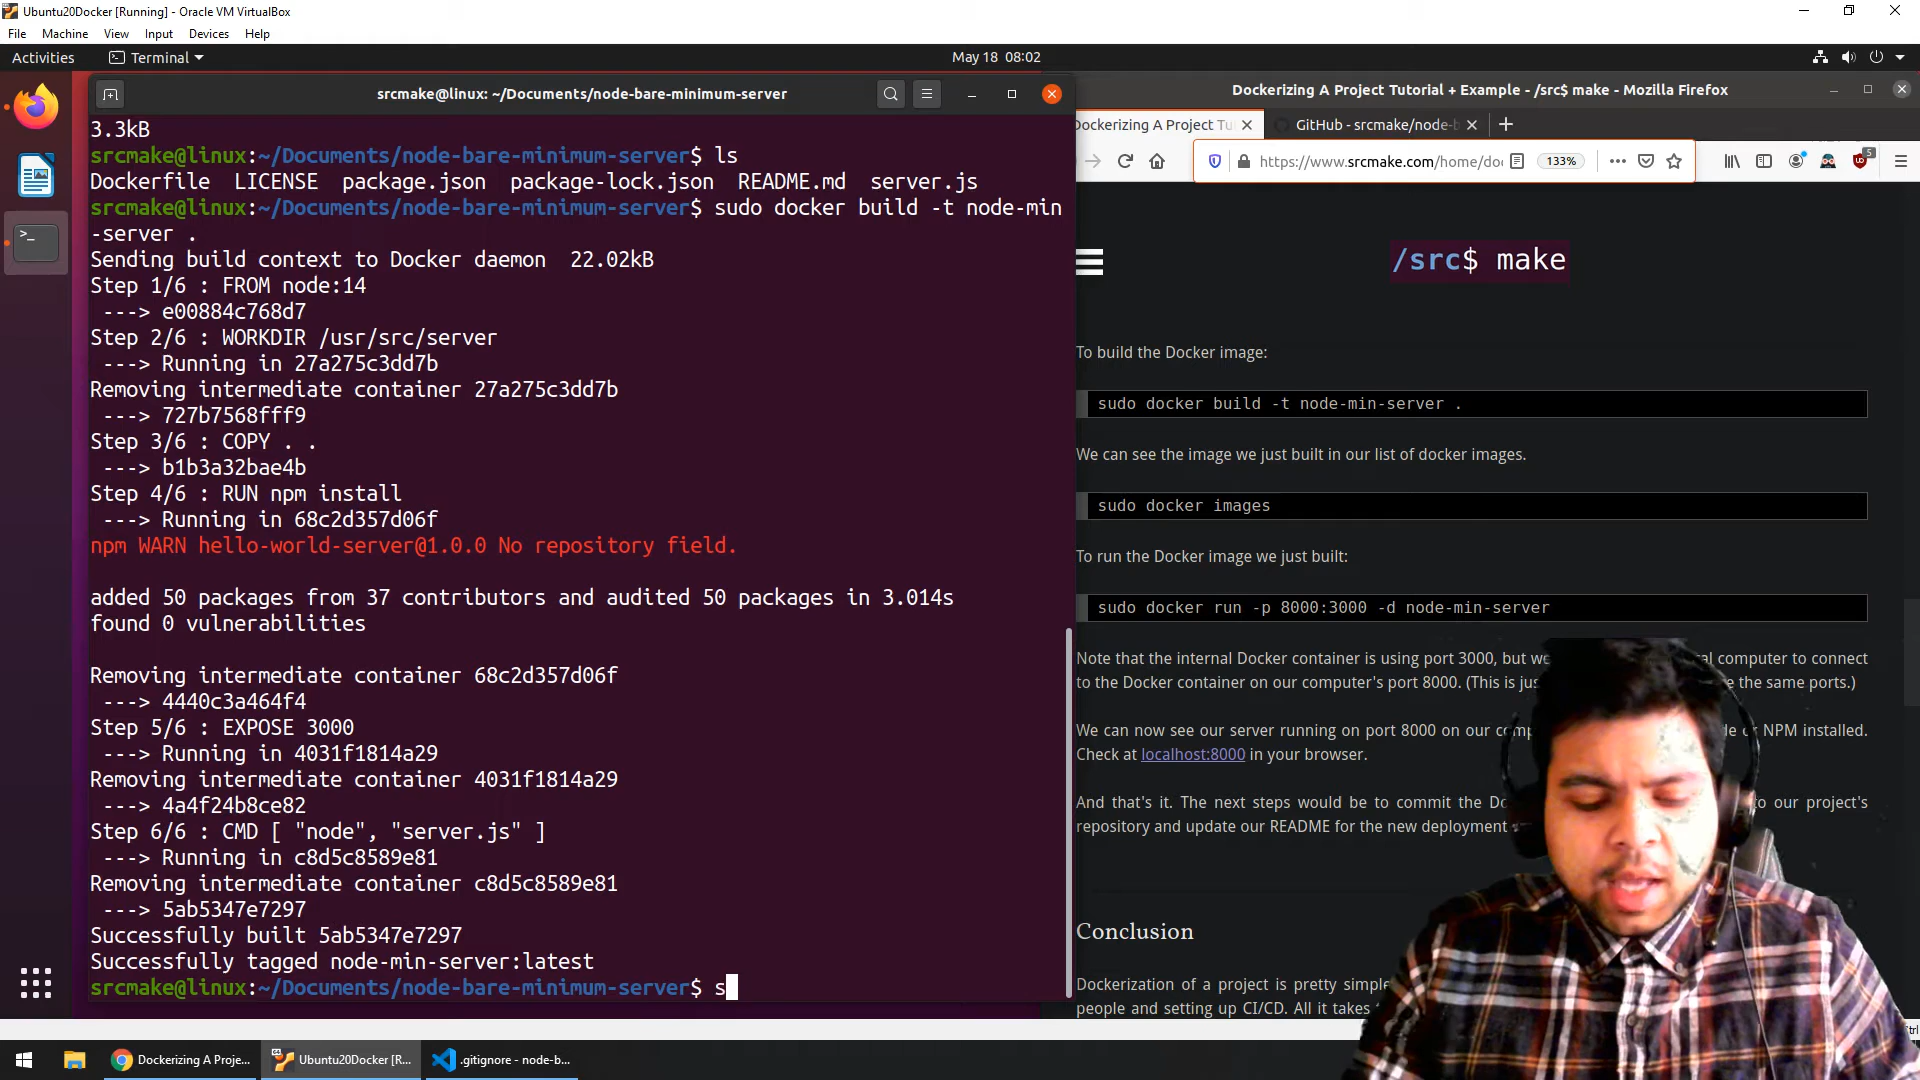 Ubuntu20Docker [Running] - Oracle VM VirtualBox
File Machine View Input Devices Help
Activities Terminal May 18 08:02
srcmake@linux: ~/Documents/node-bare-minimum-server
3.3kB
srcmake@linux:~/Documents/node-bare-minimum-server$ ls
Dockerfile LICENSE package.json package-lock.json README.md server.js
srcmake@linux:~/Documents/node-bare-minimum-server$ sudo docker build -t node-min
-server .
Sending build context to Docker daemon 22.02kB
Step 1/6 : FROM node:14
---> e00884c768d7
Step 2/6 : WORKDIR /usr/src/server
---> Running in 27a275c3dd7b
Removing intermediate container 27a275c3dd7b
---> 727b7568fff9
Step 3/6 : COPY . .
---> b1b3a32bae4b
Step 4/6 : RUN npm install
---> Running in 68c2d357d06f
npm WARN hello-world-server@1.0.0 No repository field.
added 50 packages from 37 contributors and audited 50 packages in 3.014s
found 0 vulnerabilities
Removing intermediate container 68c2d357d06f
---> 4440c3a464f4
Step 5/6 : EXPOSE 3000
---> Running in 4031f1814a29
Removing intermediate container 4031f1814a29
---> 4a4f24b8ce82
Step 6/6 : CMD [ "node", "server.js" ]
---> Running in c8d5c8589e81
Removing intermediate container c8d5c8589e81
---> 5ab5347e7297
Successfully built 5ab5347e7297
Successfully tagged node-min-server:latest
srcmake@linux:~/Documents/node-bare-minimum-server$ s
Dockerizing A Project Tutorial + Example - /src$ make - Mozilla Firefox
Dockerizing A Project Tu
GitHub - srcmake/node-b
https://www.srcmake.com/home/do
133%
5
/src$ make
To build the Docker image:
sudo docker build -t node-min-server .
We can see the image we just built in our list of docker images.
sudo docker images
To run the Docker image we just built:
sudo docker run -p 8000:3000 -d node-min-server
Note that the internal Docker container is using port 3000, but we al computer to connect
to the Docker container on our computer's port 8000. (This is jus e the same ports.)
We can now see our server running on port 8000 on our comp or NPM installed.
Check at localhost:8000 in your browser.
And that's it. The next steps would be to commit the Do to our project's
repository and update our README for the new deployment
Conclusion
Dockerization of a project is pretty simple
people and setting up CI/CD. All it takes
Ctrl
Dockerizing A Proje...
Ubuntu20Docker [R...
.gitignore - node-b...